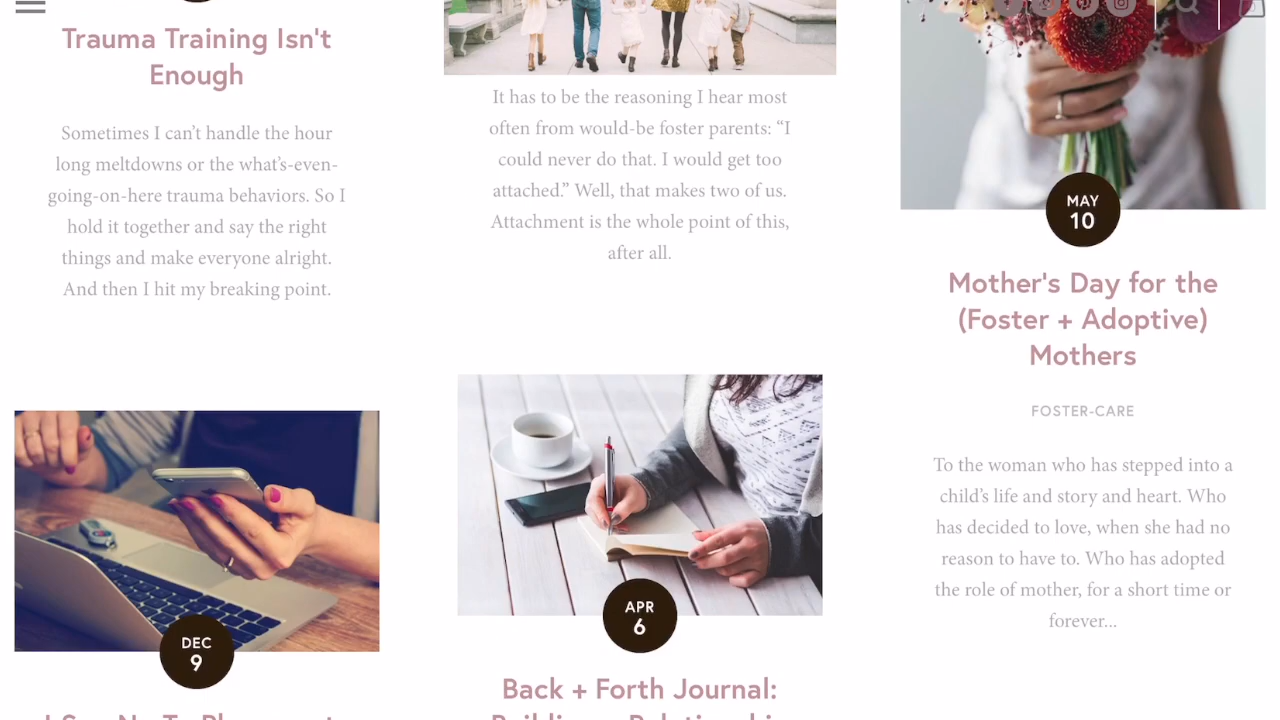 Trauma Training Isn't
Enough
Sometimes I can't handle the hour
long meltdowns or the what's-even-
going-on-here trauma behaviors. So I
hold it together and say the right
things and make everyone alright.
And then I hit my breaking point.
DEC
9
It has to be the reasoning I hear most
often from would-be foster parents: “I
could never do that. I would get too
attached.” Well, that makes two of us.
Attachment is the whole point of this,
after all.
APR
6
Back + Forth Journal:
MAY
10
Mother's Day for the
(Foster + Adoptive)
Mothers
FOSTER-CARE
To the woman who has stepped into a
child's life and story and heart. Who
has decided to love, when she had no
reason to have to. Who has adopted
the role of mother, for a short time or
forever...